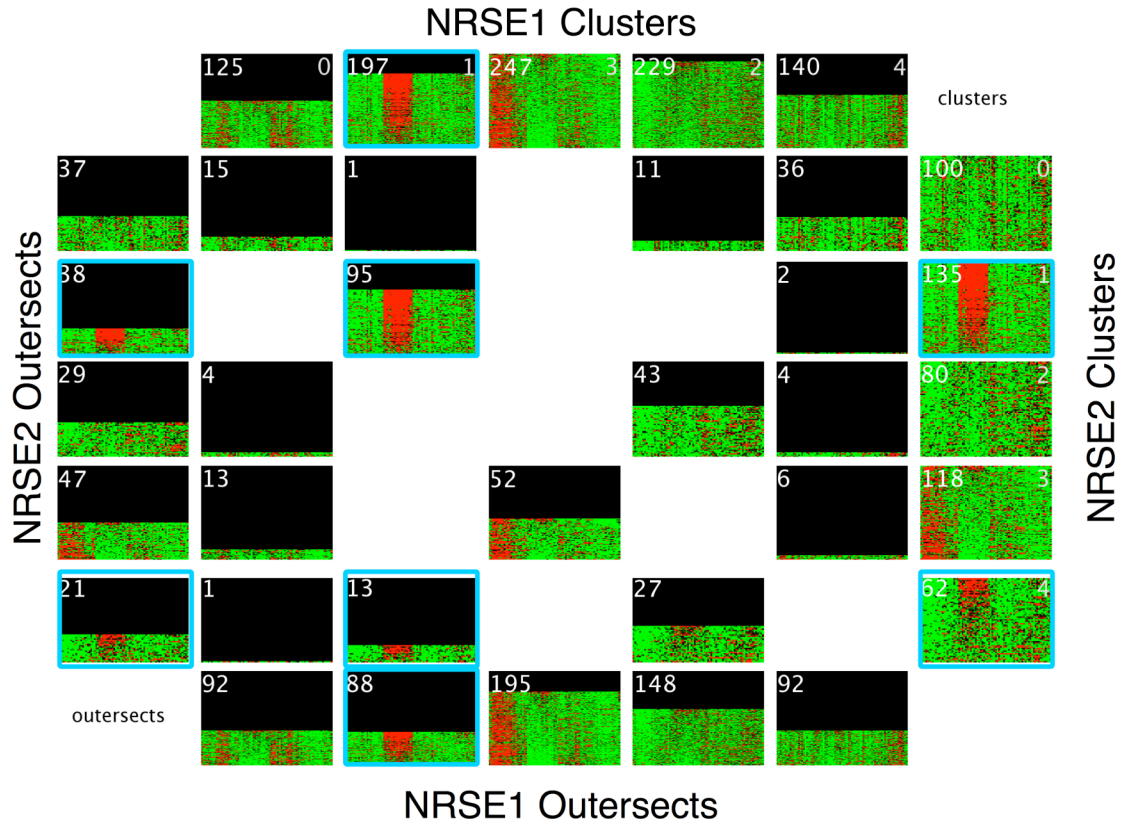 NRSE1 Clusters
125 0 197 1 247 3 229 2 140 4 clusters
37 15 1 11 36 100 0
38 95 2 135 1
29 4 43 4 80 2
47 13 52 6 118 3
21 1 13 27 62 4
outersects 92 88 195 148 92
NRSE1 Outersects
NRSE2 Outersects
NRSE2 Clusters